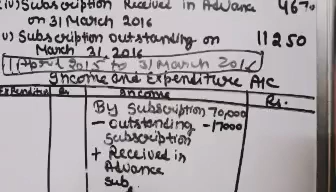 iv) Subscription Received in Advance 4670
on 31 March 2016
v) Subscription outstanding on 11250
March 31, 2016
1 April 2015 to 31 March 2016
Income and Expenditure A/C
Expenditure Rs. Income Rs.
By Subscription 70,000
- outstanding -17000
Subscription
+ Received in
Advance
sub.